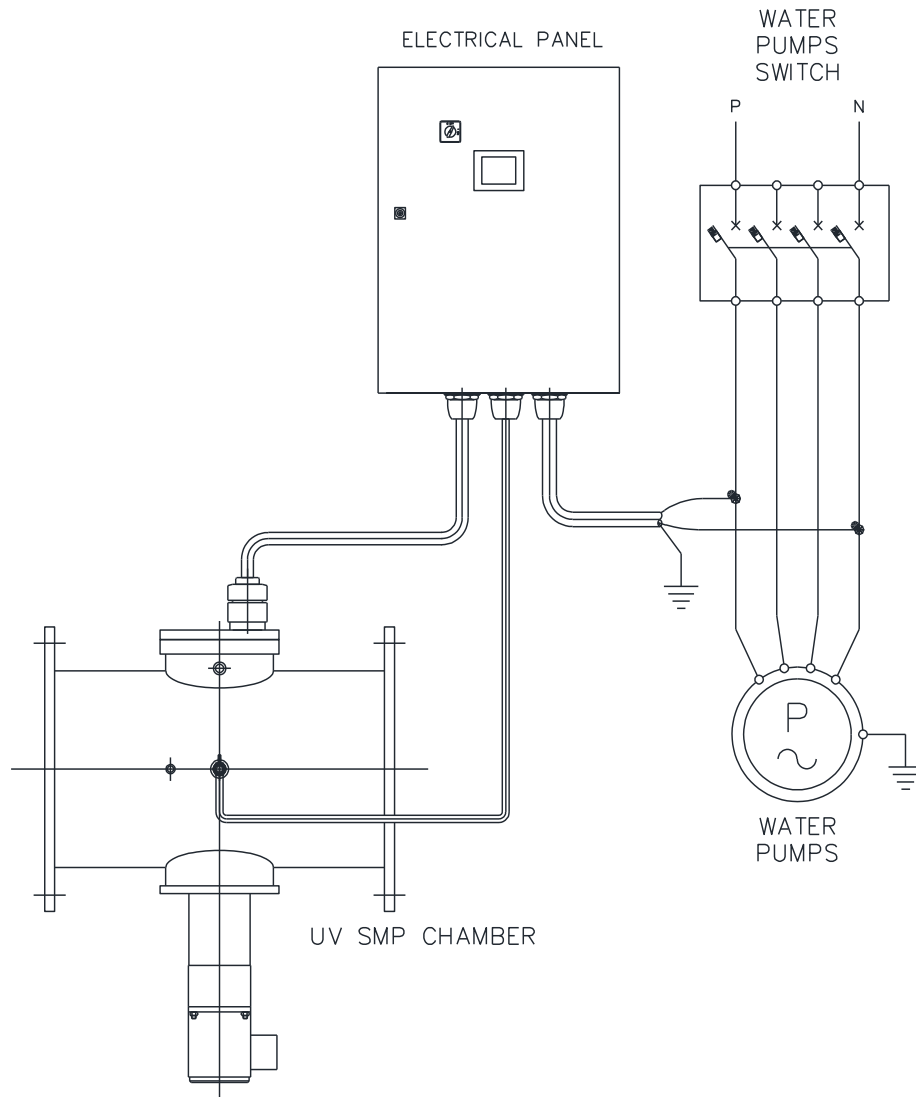 ELECTRICAL PANEL
WATER
PUMPS
SWITCH
P
N
P
WATER
PUMPS
UV SMP CHAMBER